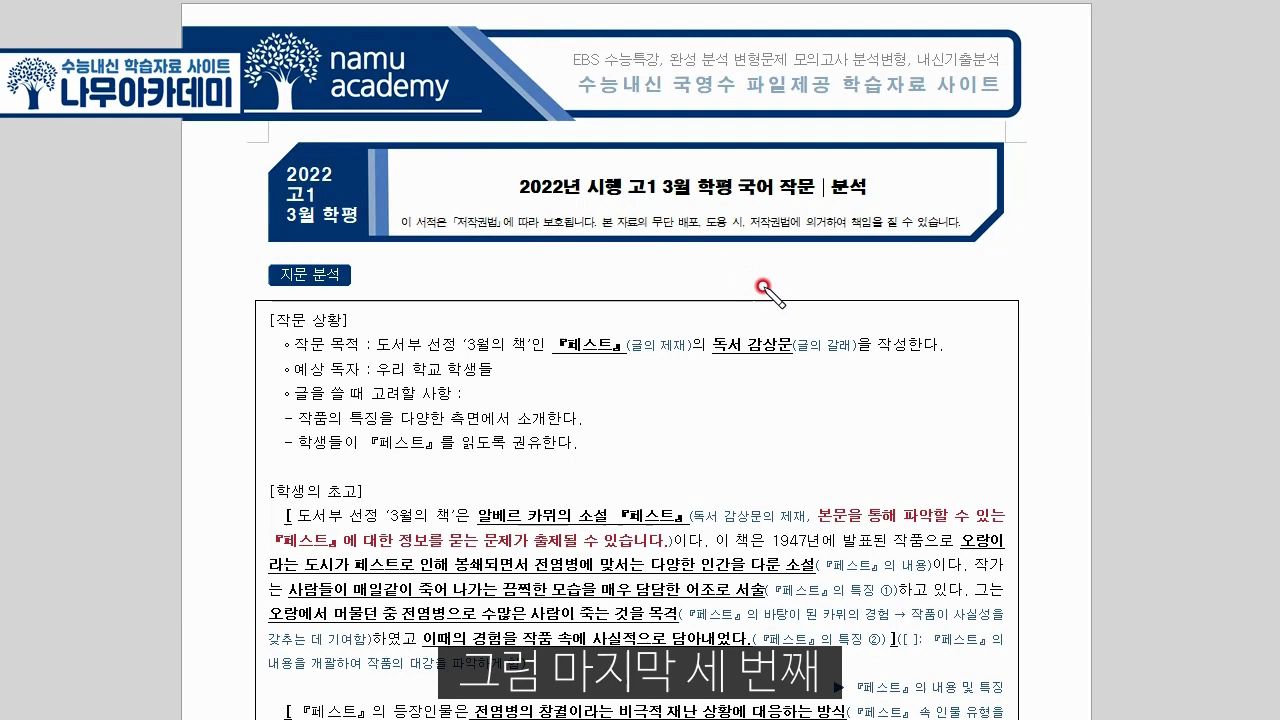 수능내신 학습자료 사이트
나무아카데미
namu
academy
EBS 수능특강, 완성 분석 변형문제 모의고사 분석변형, 내신기출분석
수능내신 국영수 파일제공 학습자료 사이트
2022
고1
3월 학평
2022년 시행 고1 3월 학평 국어 작문 | 분석
이 서적은 「저작권법」에 따라 보호됩니다. 본 자료의 무단 배포, 도용 시, 저작권법에 의거하여 책임을 질 수 있습니다.
지문 분석
[작문 상황]
∘ 작문 목적 : 도서부 선정 ‘3월의 책’인 『페스트』(글의 제재)의 독서 감상문(글의 갈래)을 작성한다.
∘ 예상 독자 : 우리 학교 학생들
∘ 글을 쓸 때 고려할 사항 :
- 작품의 특징을 다양한 측면에서 소개한다.
- 학생들이 『페스트』를 읽도록 권유한다.
[학생의 초고]
[ 도서부 선정 ‘3월의 책’은 알베르 카뮈의 소설 『페스트』(독서 감상문의 제재, 본문을 통해 파악할 수 있는
『페스트』에 대한 정보를 묻는 문제가 출제될 수 있습니다.)이다. 이 책은 1947년에 발표된 작품으로 오랑이
라는 도시가 페스트로 인해 봉쇄되면서 전염병에 맞서는 다양한 인간을 다룬 소설(『페스트』의 내용)이다. 작가
는 사람들이 매일같이 죽어 나가는 끔찍한 모습을 매우 담담한 어조로 서술(『페스트』의 특징 ①)하고 있다. 그는
오랑에서 머물던 중 전염병으로 수많은 사람이 죽는 것을 목격(『페스트』의 바탕이 된 카뮈의 경험 → 작품이 사실성을
갖추는 데 기여함)하였고 이때의 경험을 작품 속에 사실적으로 담아내었다.(『페스트』의 특징 ②) ]([ ]: 『페스트』의
내용을 개괄하여 작품의 대강을 파악하게
그럼 마지막 세 번째
▶ 『페스트』의 내용 및 특징
[ 『페스트』의 등장인물은 전염병의 창궐이라는 비극적 재난 상황에 대응하는 방식(『페스트』 속 인물 유형을